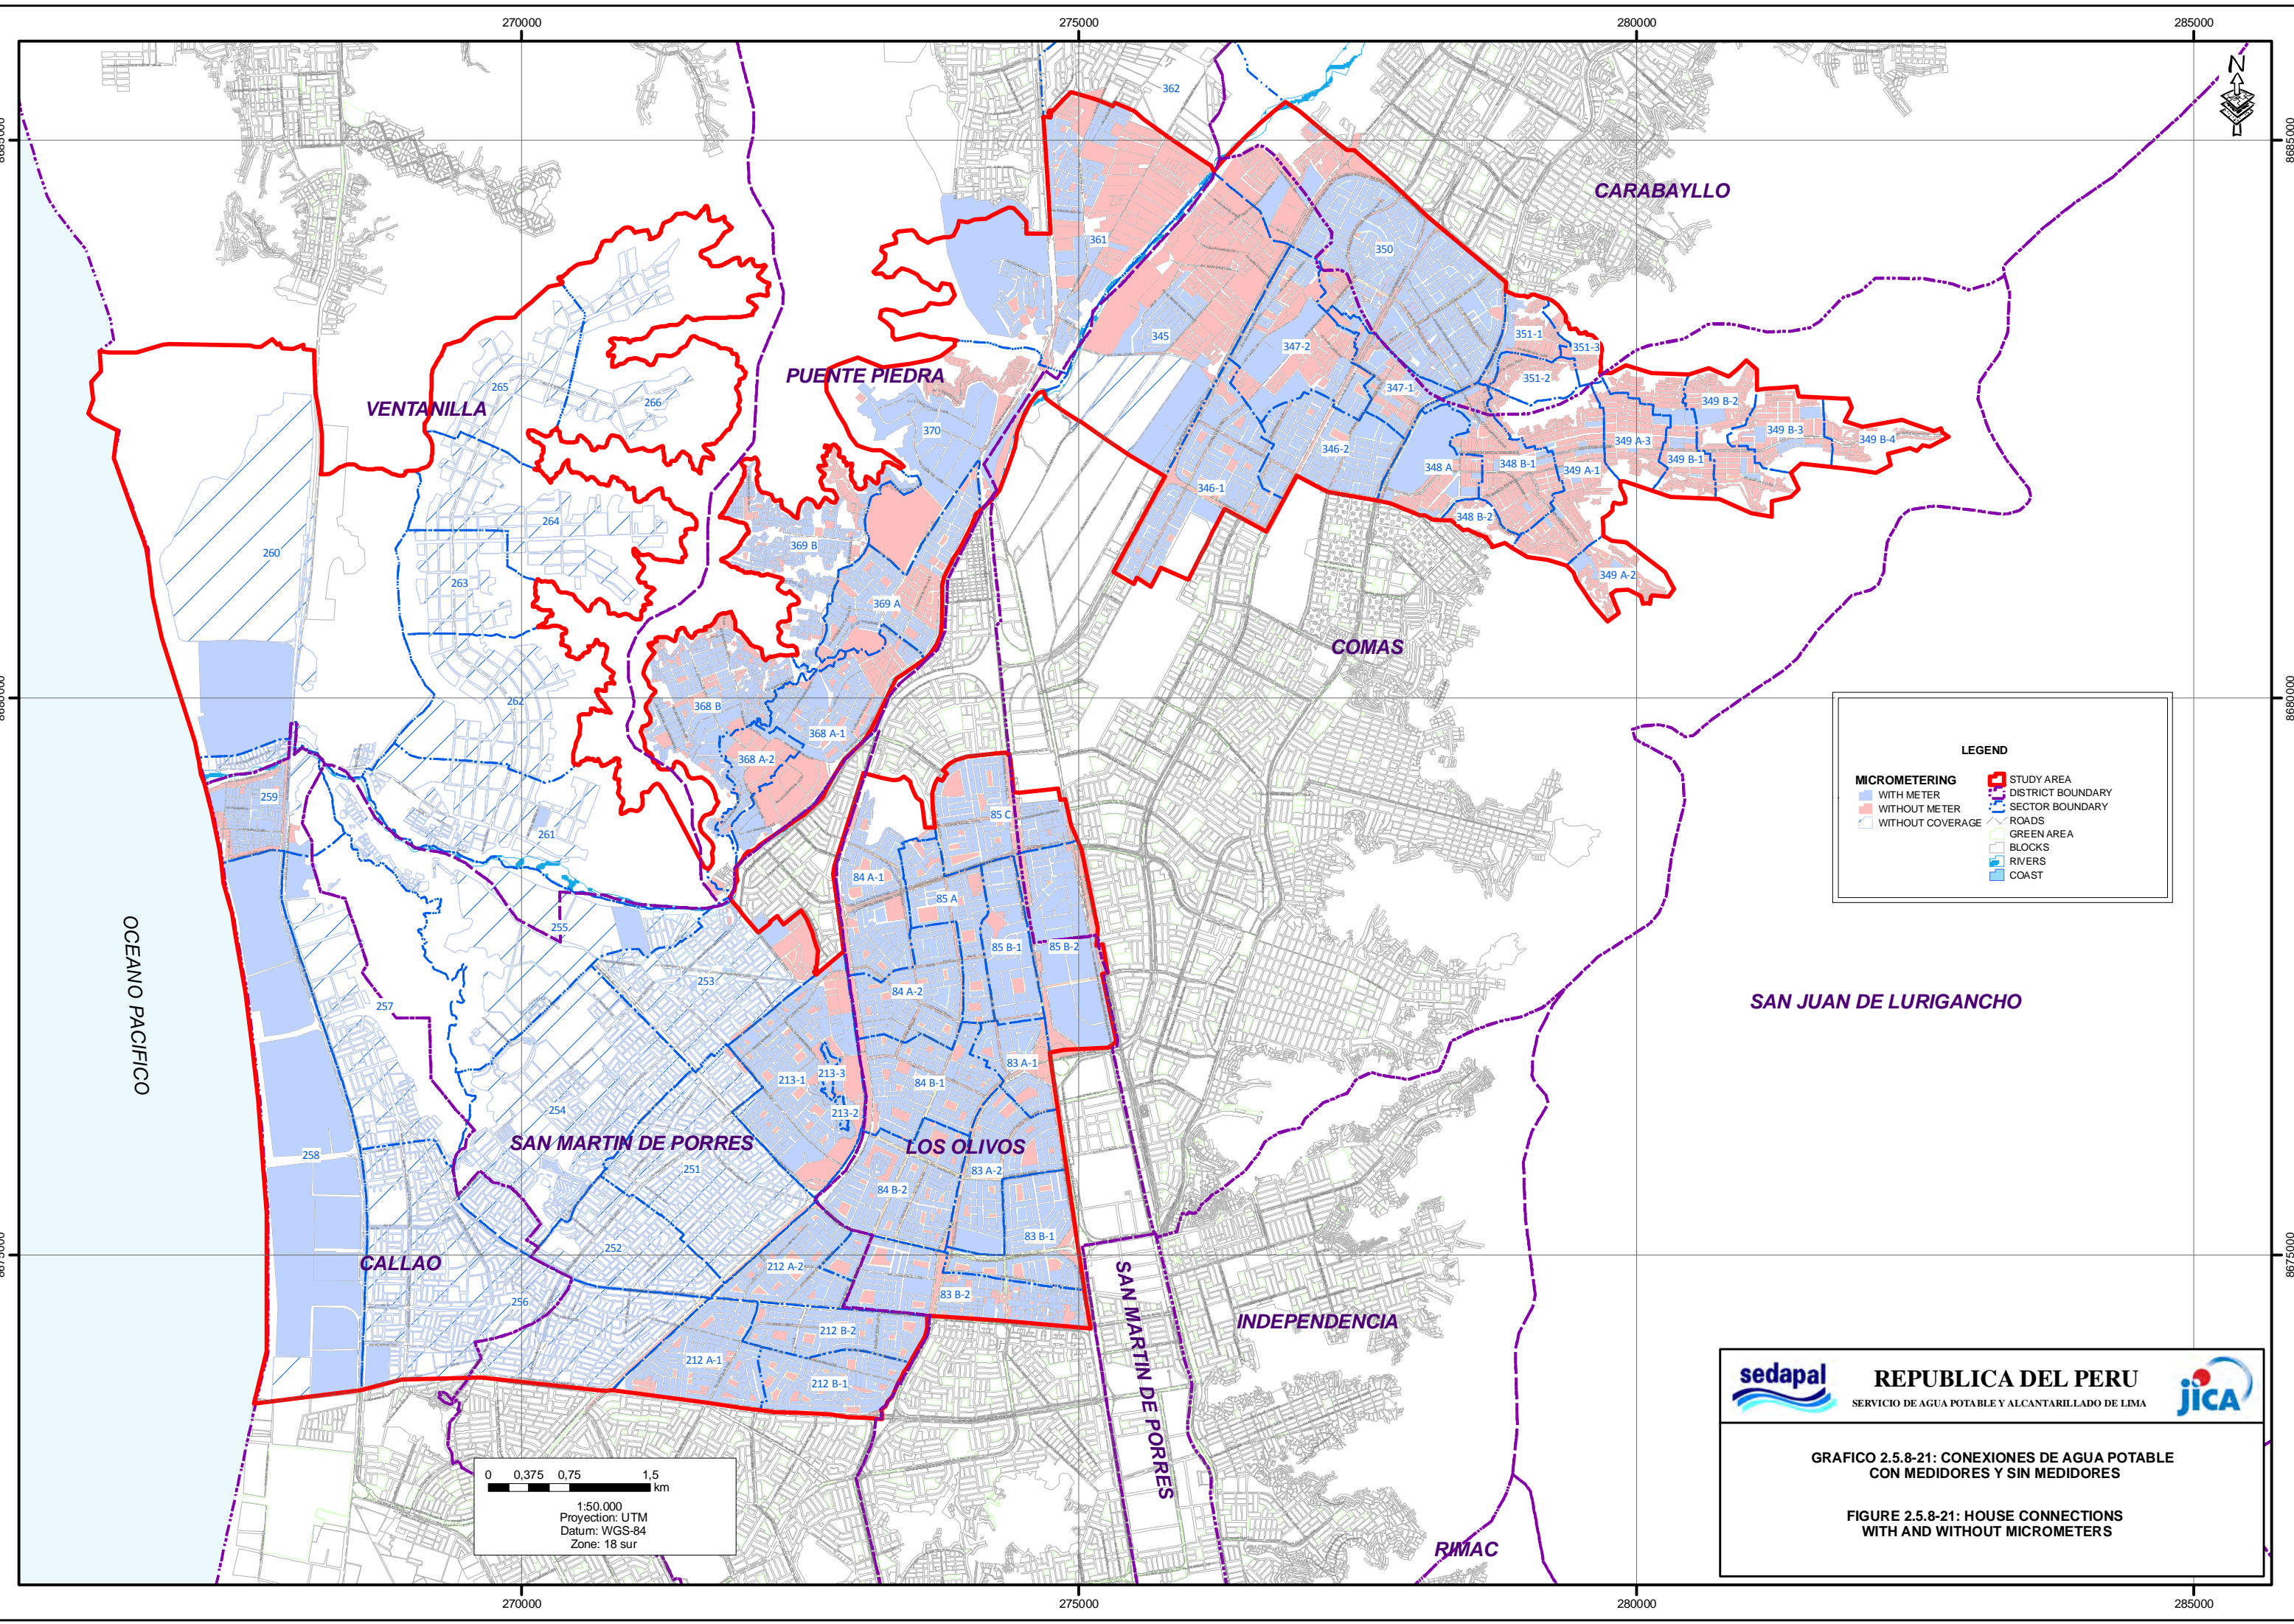 270000
275000
280000
285000
N
362
8685000
8685000
CARABAYLLO
361
350
345
347-2
351-1
351-3
351-2
347-1
PUENTE PIEDRA
VENTANILLA
265
266
370
349 B-2
349 B-3
349 B-4
349 A-3
349 B-1
346-2
348 A
348 B-1
349 A-1
346-1
348 B-2
349 A-2
264
260
263
369 B
369 A
COMAS
262
368 B
368 A-1
368 A-2
8680000
8680000
259
261
85 C
84 A-1
85 A
85 B-1
85 B-2
255
253
84 A-2
257
OCEANO PACIFICO
SAN JUAN DE LURIGANCHO
213-1
213-3
213-2
83 A-1
84 B-1
254
SAN MARTIN DE PORRES
LOS OLIVOS
258
251
83 A-2
84 B-2
252
83 B-1
CALLAO
212 A-2
83 B-2
256
212 B-2
212 A-1
212 B-1
8675000
8675000
SAN MARTIN DE PORRES
INDEPENDENCIA
RIMAC
LEGEND
MICROMETERING
WITH METER
WITHOUT METER
WITHOUT COVERAGE
STUDY AREA
DISTRICT BOUNDARY
SECTOR BOUNDARY
ROADS
GREEN AREA
BLOCKS
RIVERS
COAST
0 0,375 0,75 1,5
km
1:50.000
Proyection: UTM
Datum: WGS-84
Zone: 18 sur
sedapal
REPUBLICA DEL PERU
SERVICIO DE AGUA POTABLE Y ALCANTARILLADO DE LIMA
JICA
GRAFICO 2.5.8-21: CONEXIONES DE AGUA POTABLE
CON MEDIDORES Y SIN MEDIDORES
FIGURE 2.5.8-21: HOUSE CONNECTIONS
WITH AND WITHOUT MICROMETERS
270000
275000
280000
285000